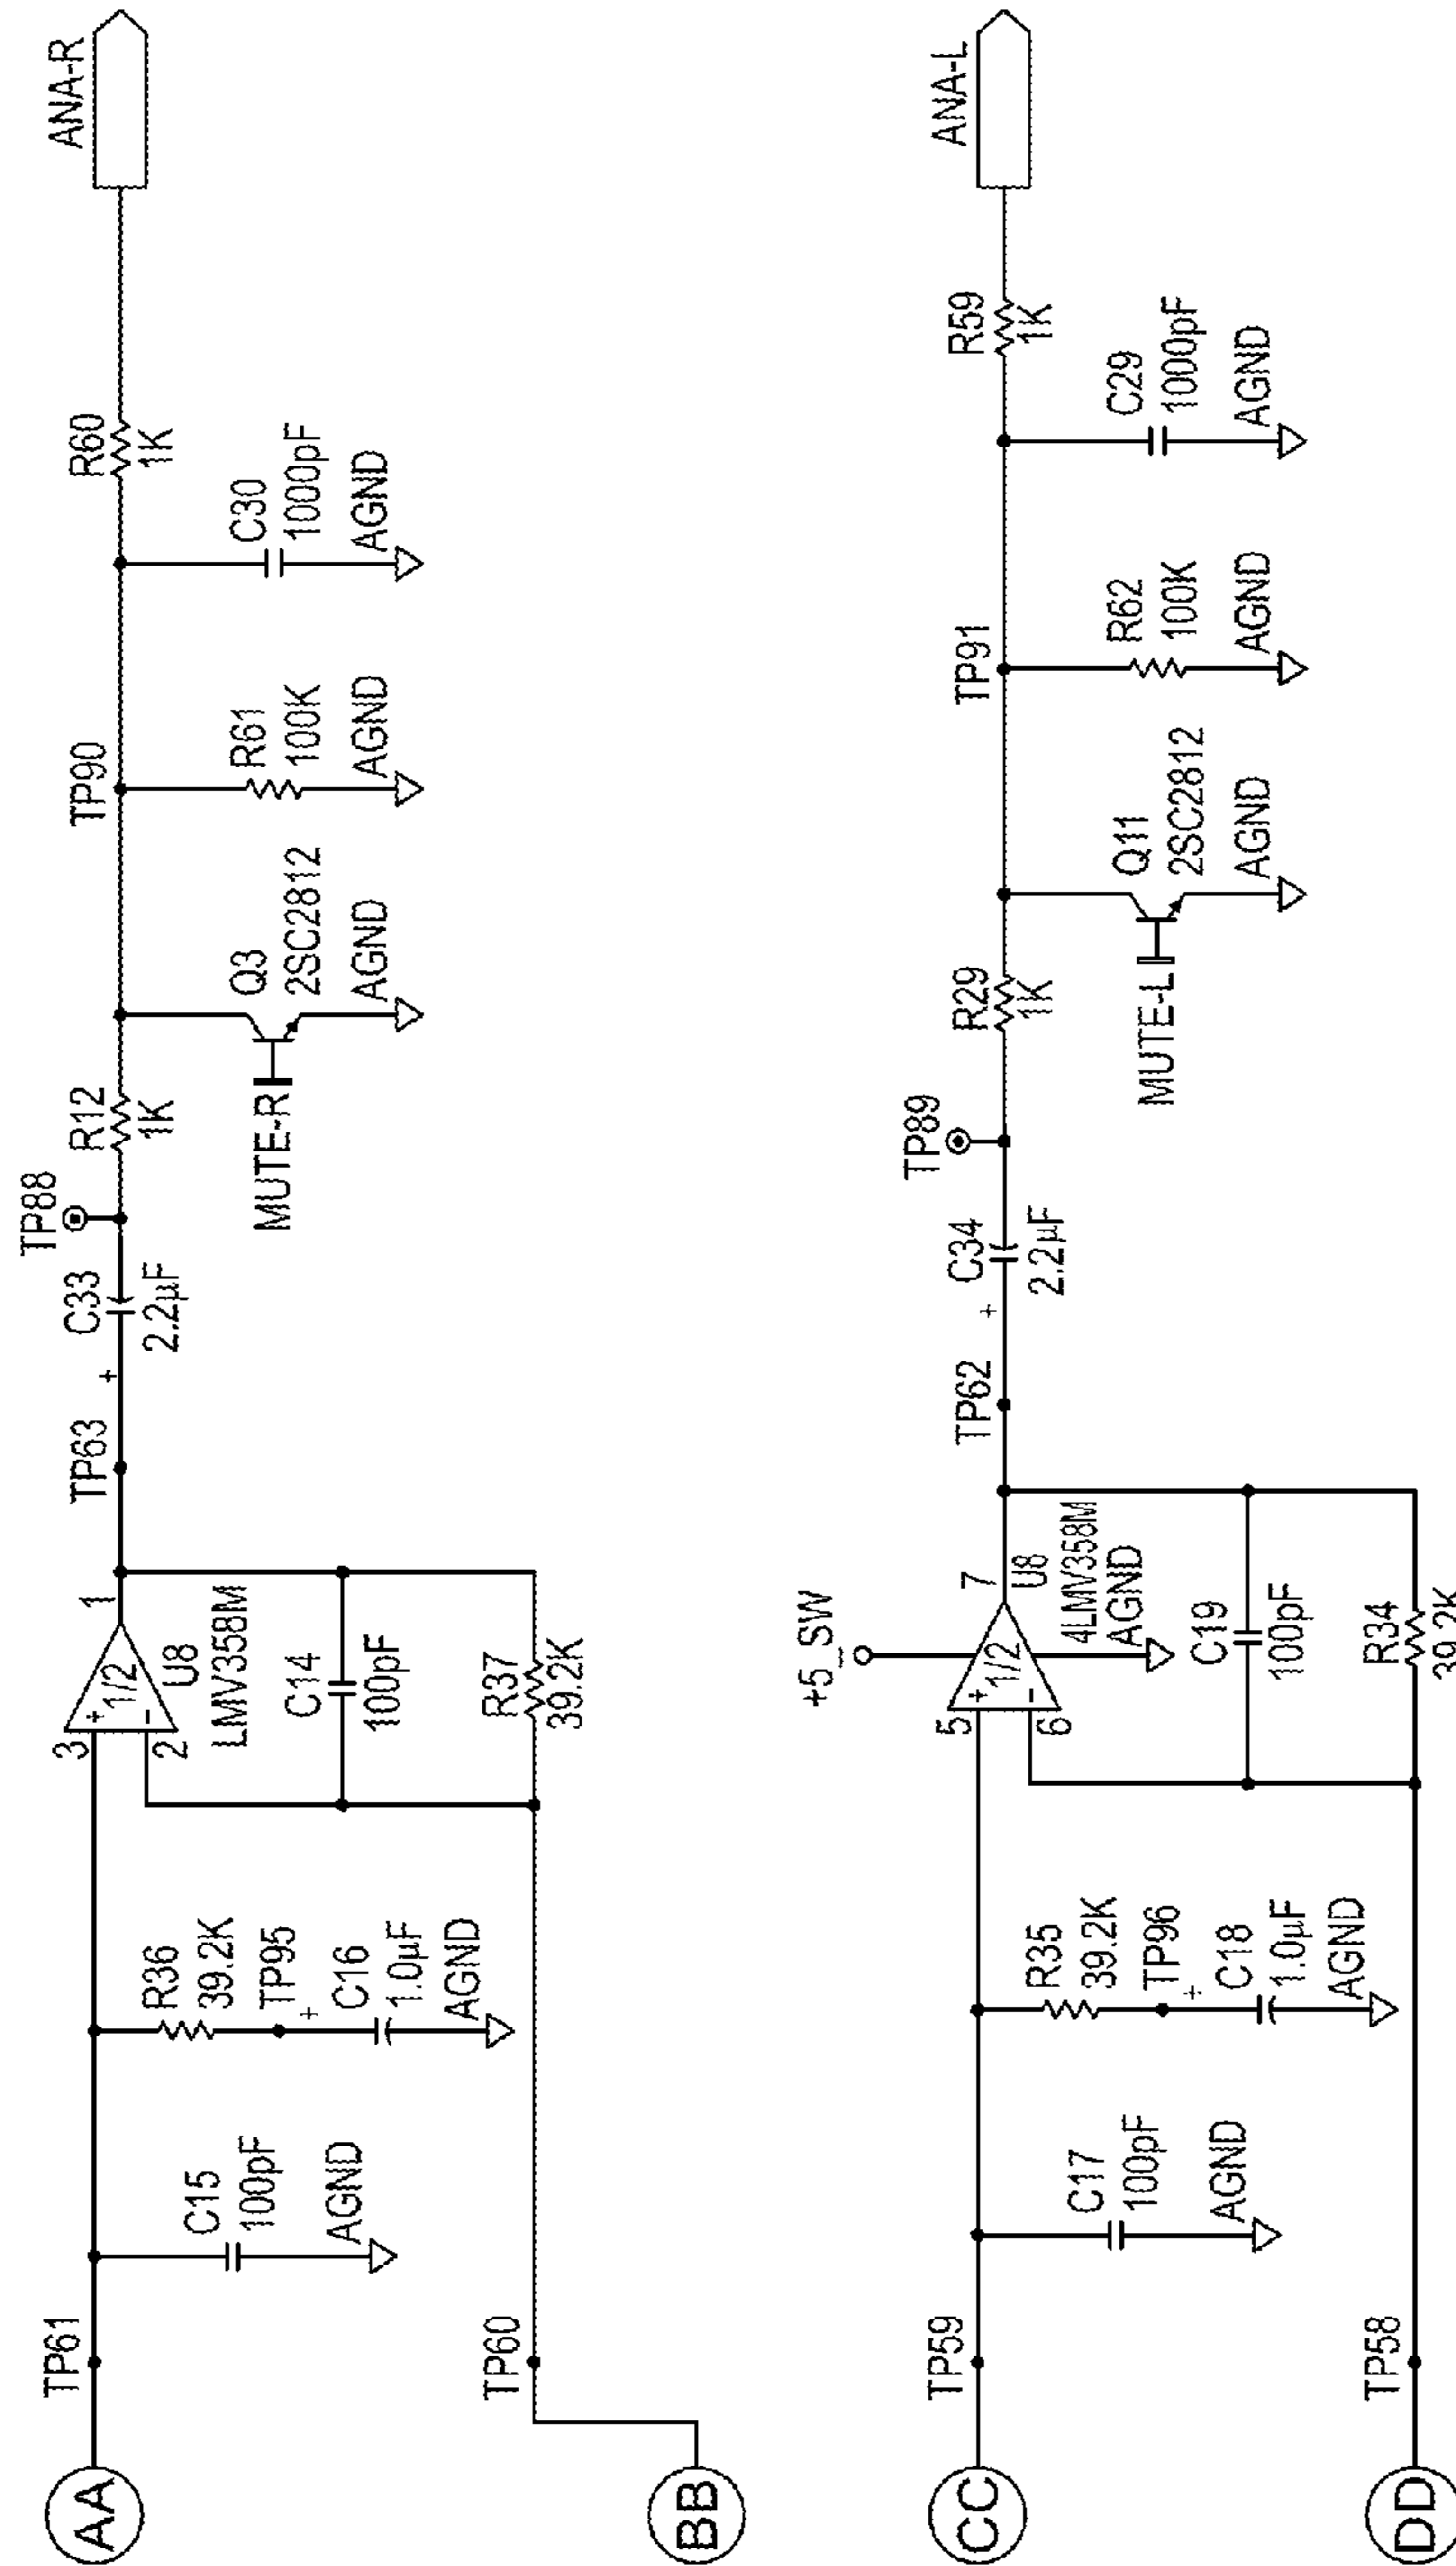 AA
TP61
C15
100pF
AGND
R36
39.2K
TP95
+
C16
1.0µF
AGND
3
+
1/2
-
2
1
U8
LMV358M
C14
100pF
R37
39.2K
TP60
BB
TP63
+
C33
2.2µF
TP88
R12
1K
MUTE-R
Q3
2SC2812
AGND
TP90
R61
100K
AGND
C30
1000pF
AGND
R60
1K
ANA-R
CC
TP59
C17
100pF
AGND
R35
39.2K
TP96
+
C18
1.0µF
AGND
+5_SW
5
+
1/2
-
6
7
U8
4LMV358M
AGND
C19
100pF
R34
39.2K
TP58
DD
TP62
+
C34
2.2µF
TP89
R29
1K
MUTE-L
Q11
2SC2812
AGND
TP91
R62
100K
AGND
C29
1000pF
AGND
R59
1K
ANA-L